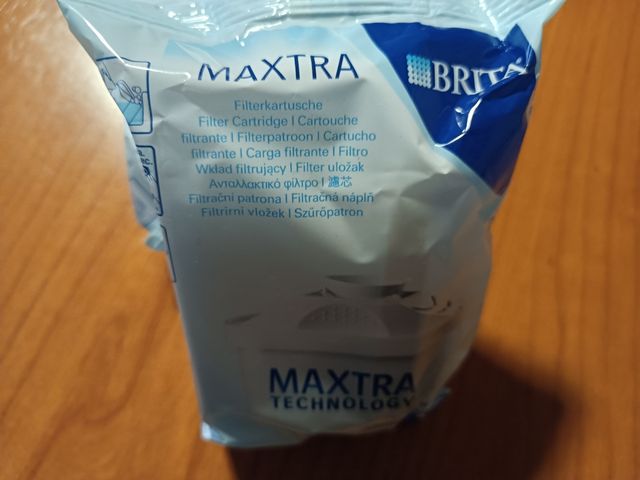 MAXTRA
BRITA
Filterkartusche
Filter Cartridge | Cartouche
filtrante | Filterpatroon | Cartucho
filtrante | Carga filtrante | Filtro
Wkład filtrujący | Filter uložak
Ανταλλακτικό φίλτρο | 濾芯
Filtrační patrona | Filtračná náplň
Filtrirni vložek | Szűrőpatron
MAXTRA
TECHNOLOGY